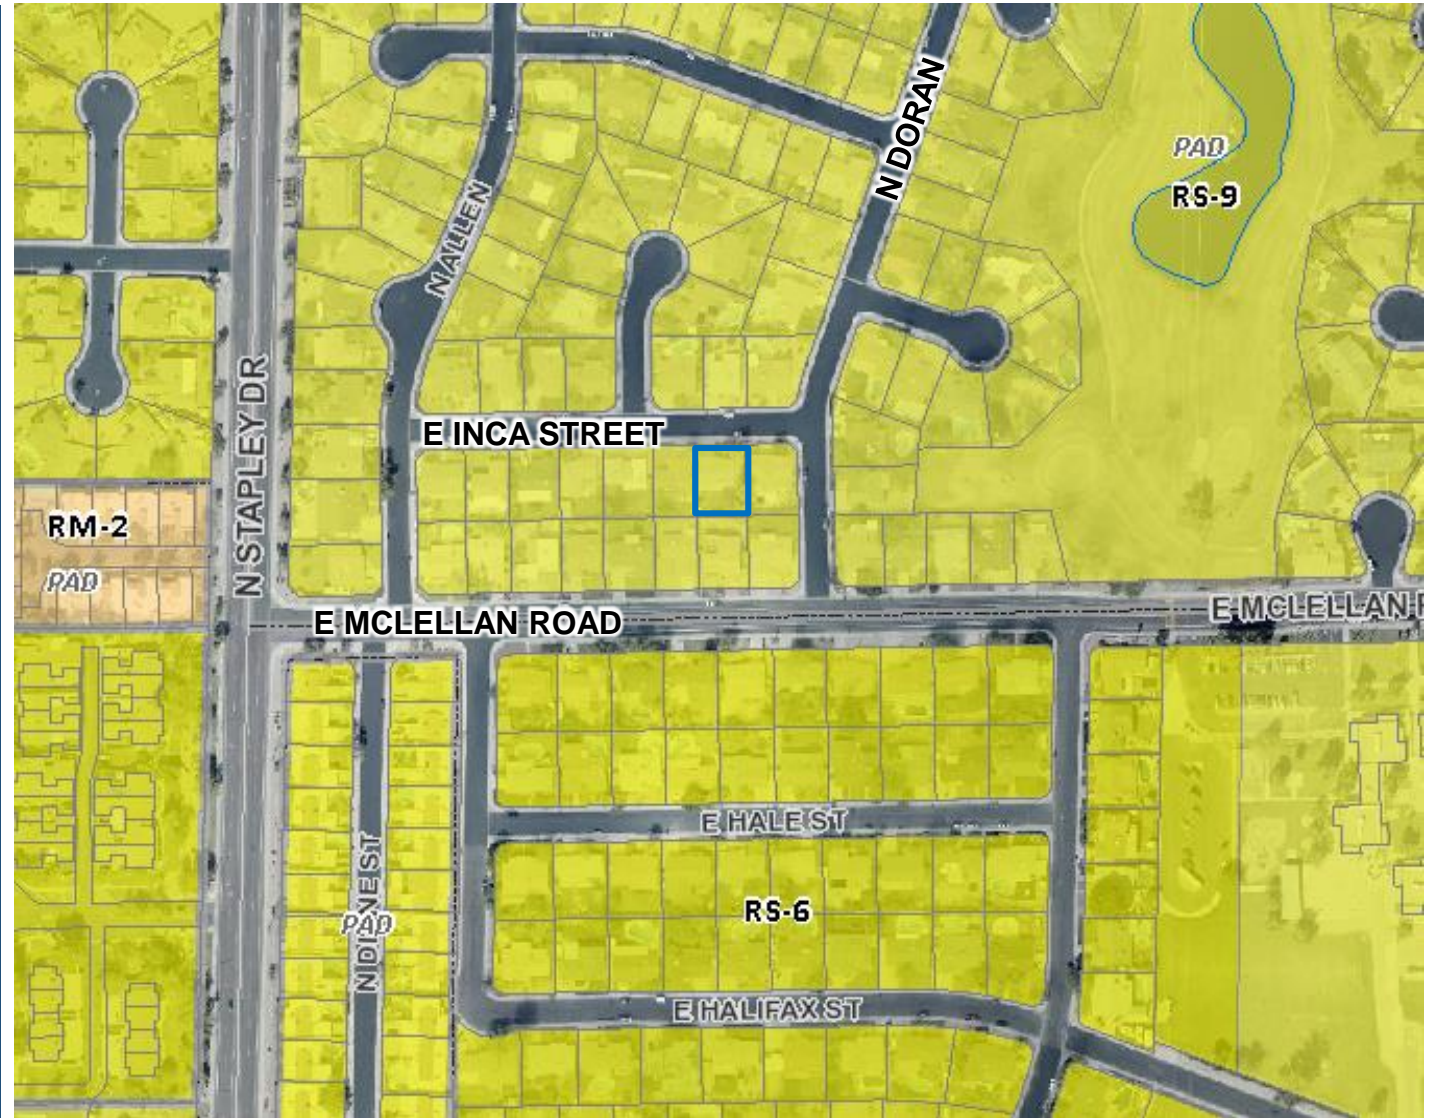 N DORAN
PAD
RS-9
N ALLEN
N STAPLEY DR
E INCA STREET
RM-2
PAD
E MCLELLAN ROAD
E MCLELLAN R
E HALE ST
N DIANE ST
PAD
RS-6
E HALIFAX ST